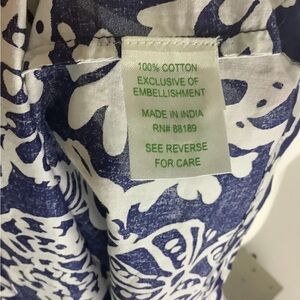 100% COTTON
EXCLUSIVE OF
EMBELLISHMENT
MADE IN INDIA
RN# 88189
SEE REVERSE
FOR CARE